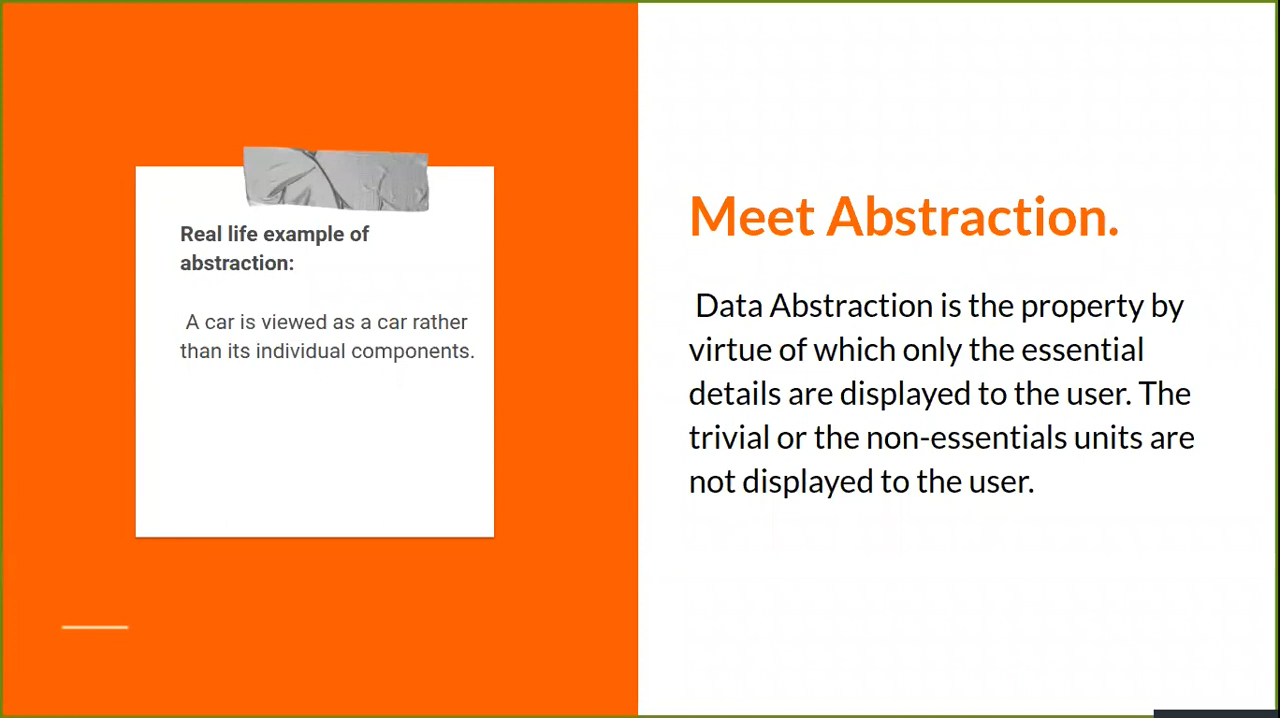 Real life example of
abstraction:
A car is viewed as a car rather
than its individual components.
Meet Abstraction.
Data Abstraction is the property by
virtue of which only the essential
details are displayed to the user. The
trivial or the non-essentials units are
not displayed to the user.